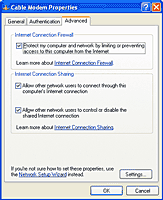 Cable Modem Properties
General Authentication Advanced
Internet Connection Firewall
Protect my computer and network by limiting or preventing
access to this computer from the Internet
Learn more about Internet Connection Firewall.
Internet Connection Sharing
Allow other network users to connect through this
computer's Internet connection
Allow other network users to control or disable the
shared Internet connection
Learn more about Internet Connection Sharing.
If you're not sure how to set these properties, use
the Network Setup Wizard instead.
Settings...
OK Cancel